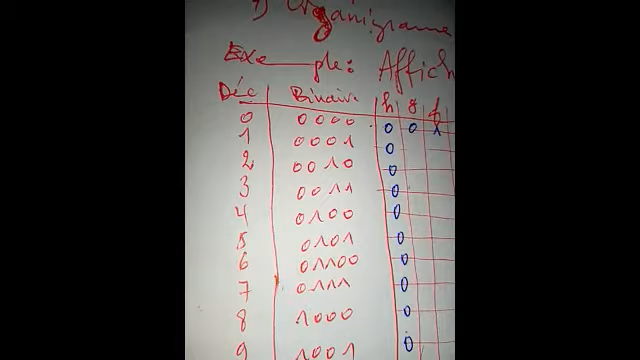 Organigrame
Exemple: Affich
Déc Binaire h g f
0 0000 0 0 1
1 0001 0
2 0010 0
3 0011 0
4 0100 0
5 0101 0
6 01100 0
7 0111 0
8 1000 0
9 1001 0